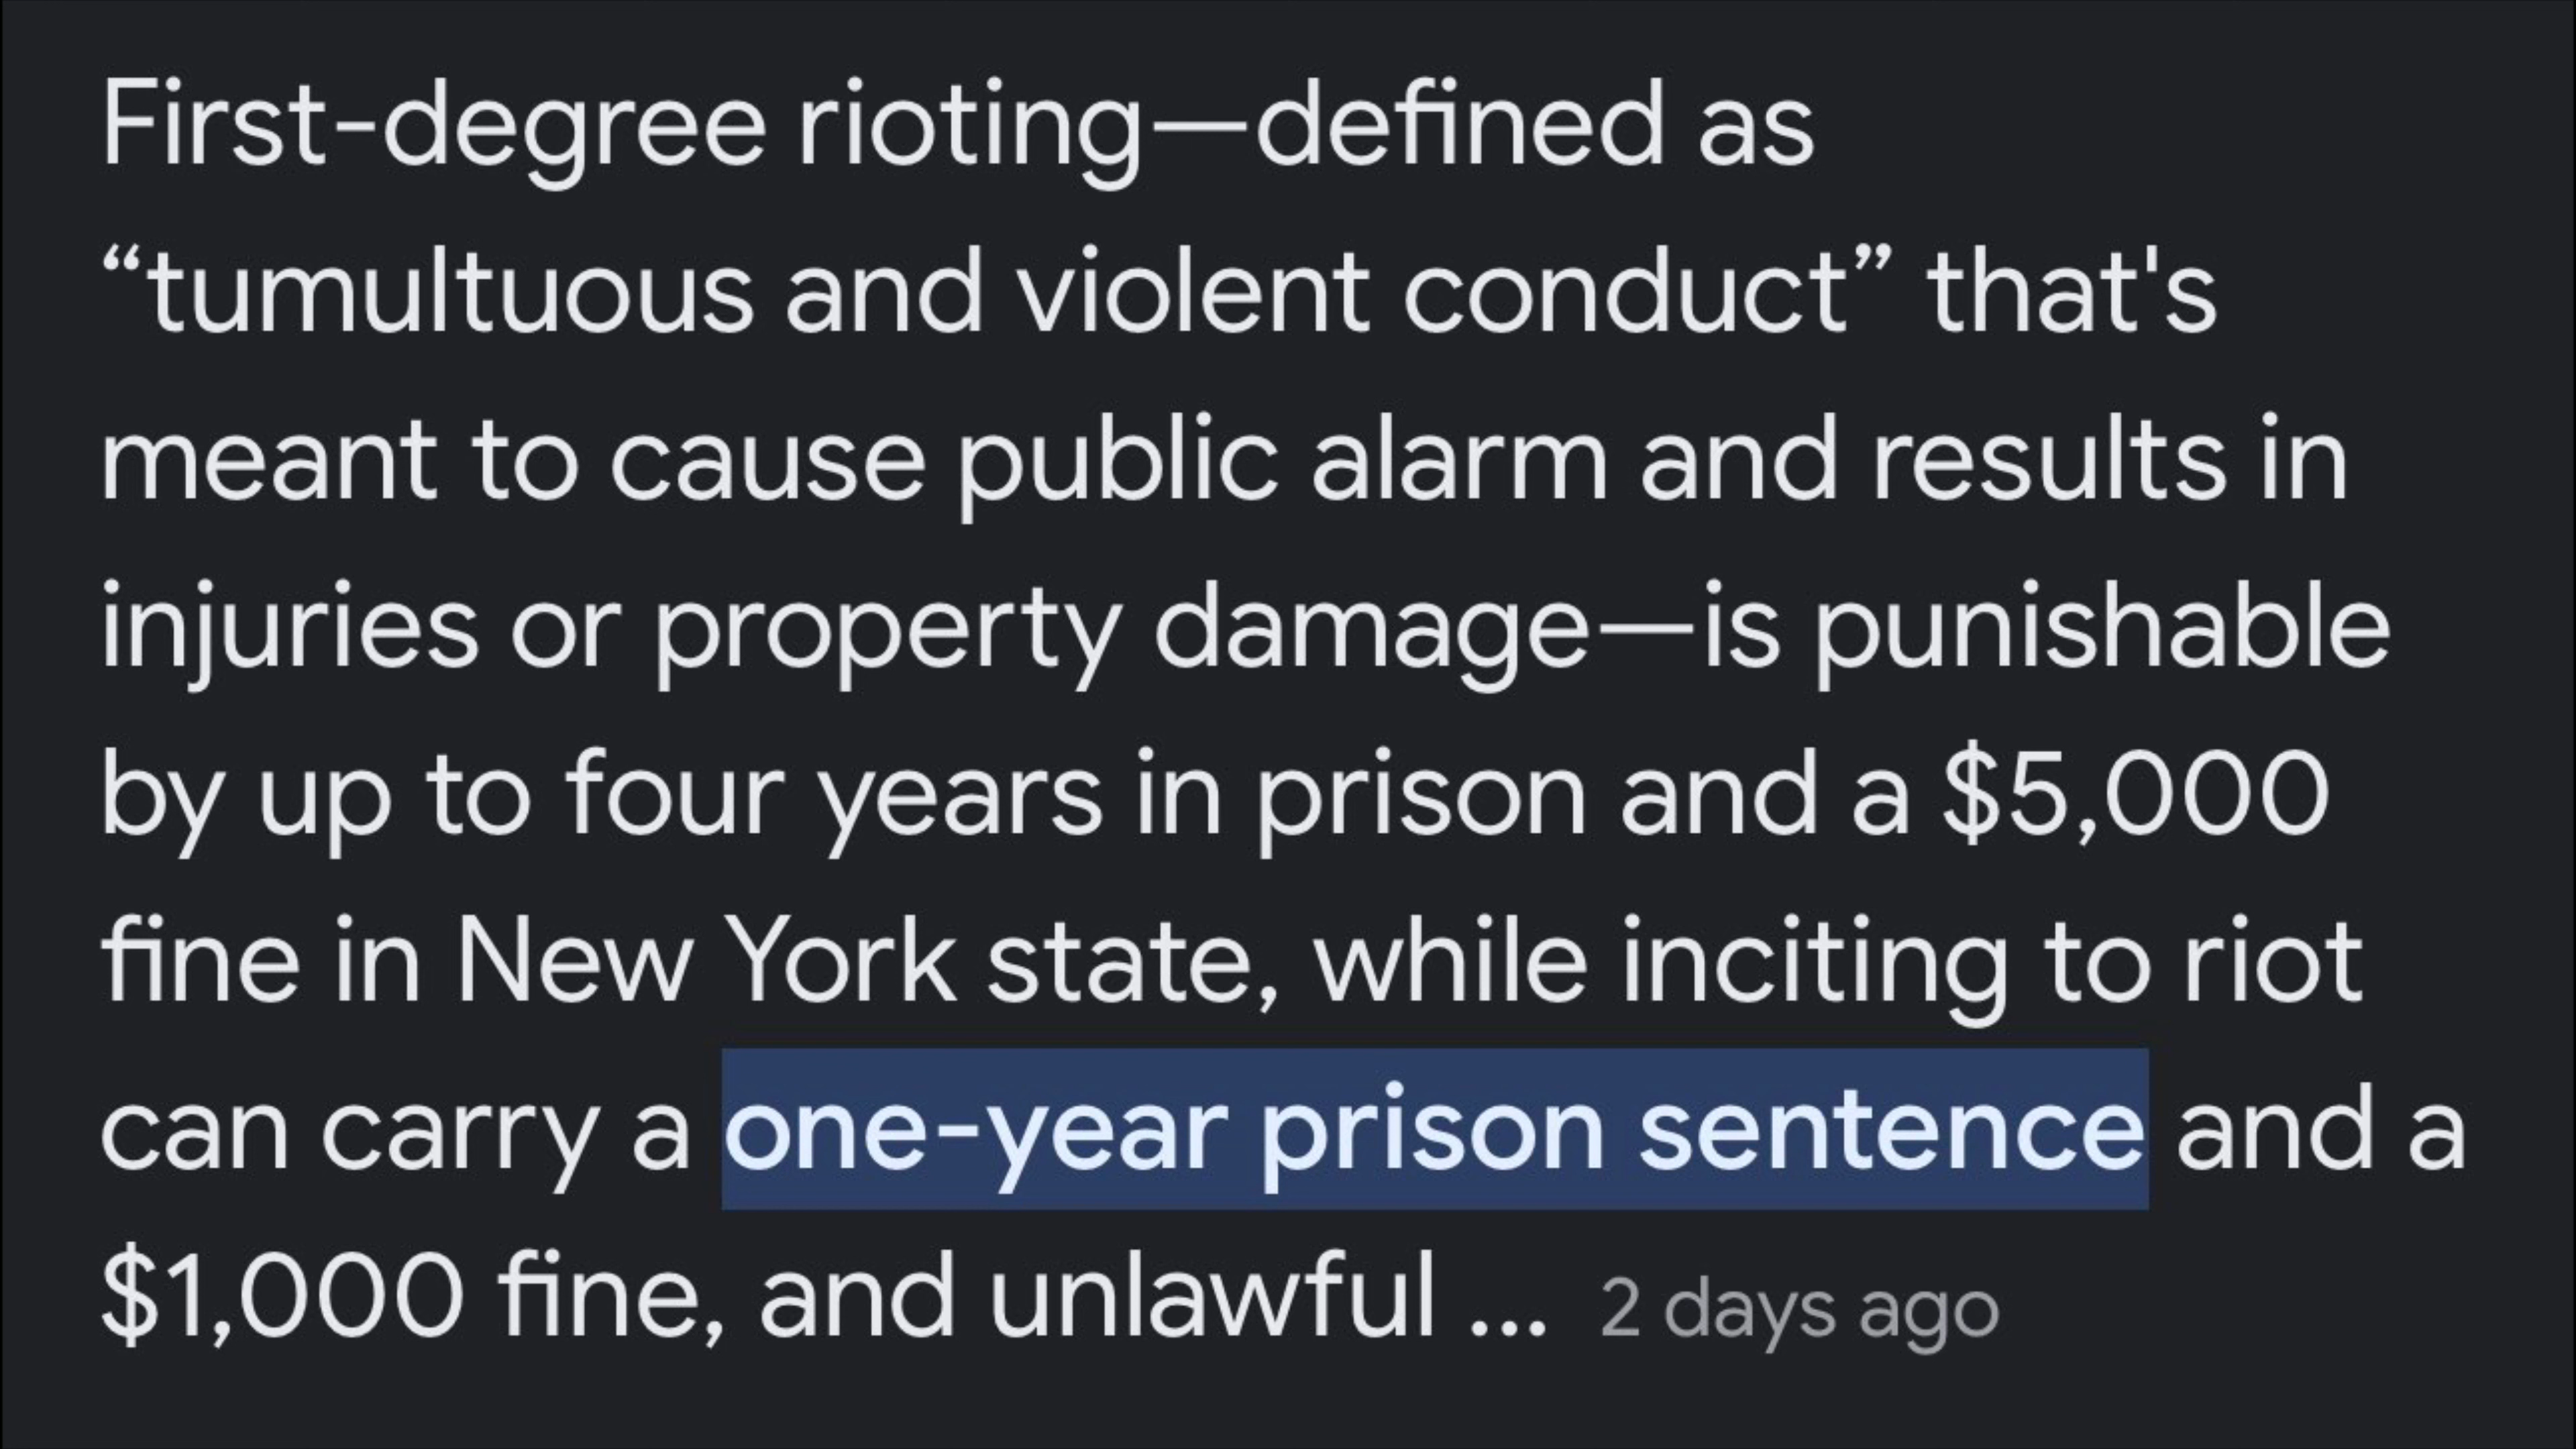 First-degree rioting—defined as
“tumultuous and violent conduct” that's
meant to cause public alarm and results in
injuries or property damage—is punishable
by up to four years in prison and a $5,000
fine in New York state, while inciting to riot
can carry a one-year prison sentence and a
$1,000 fine, and unlawful ... 2 days ago